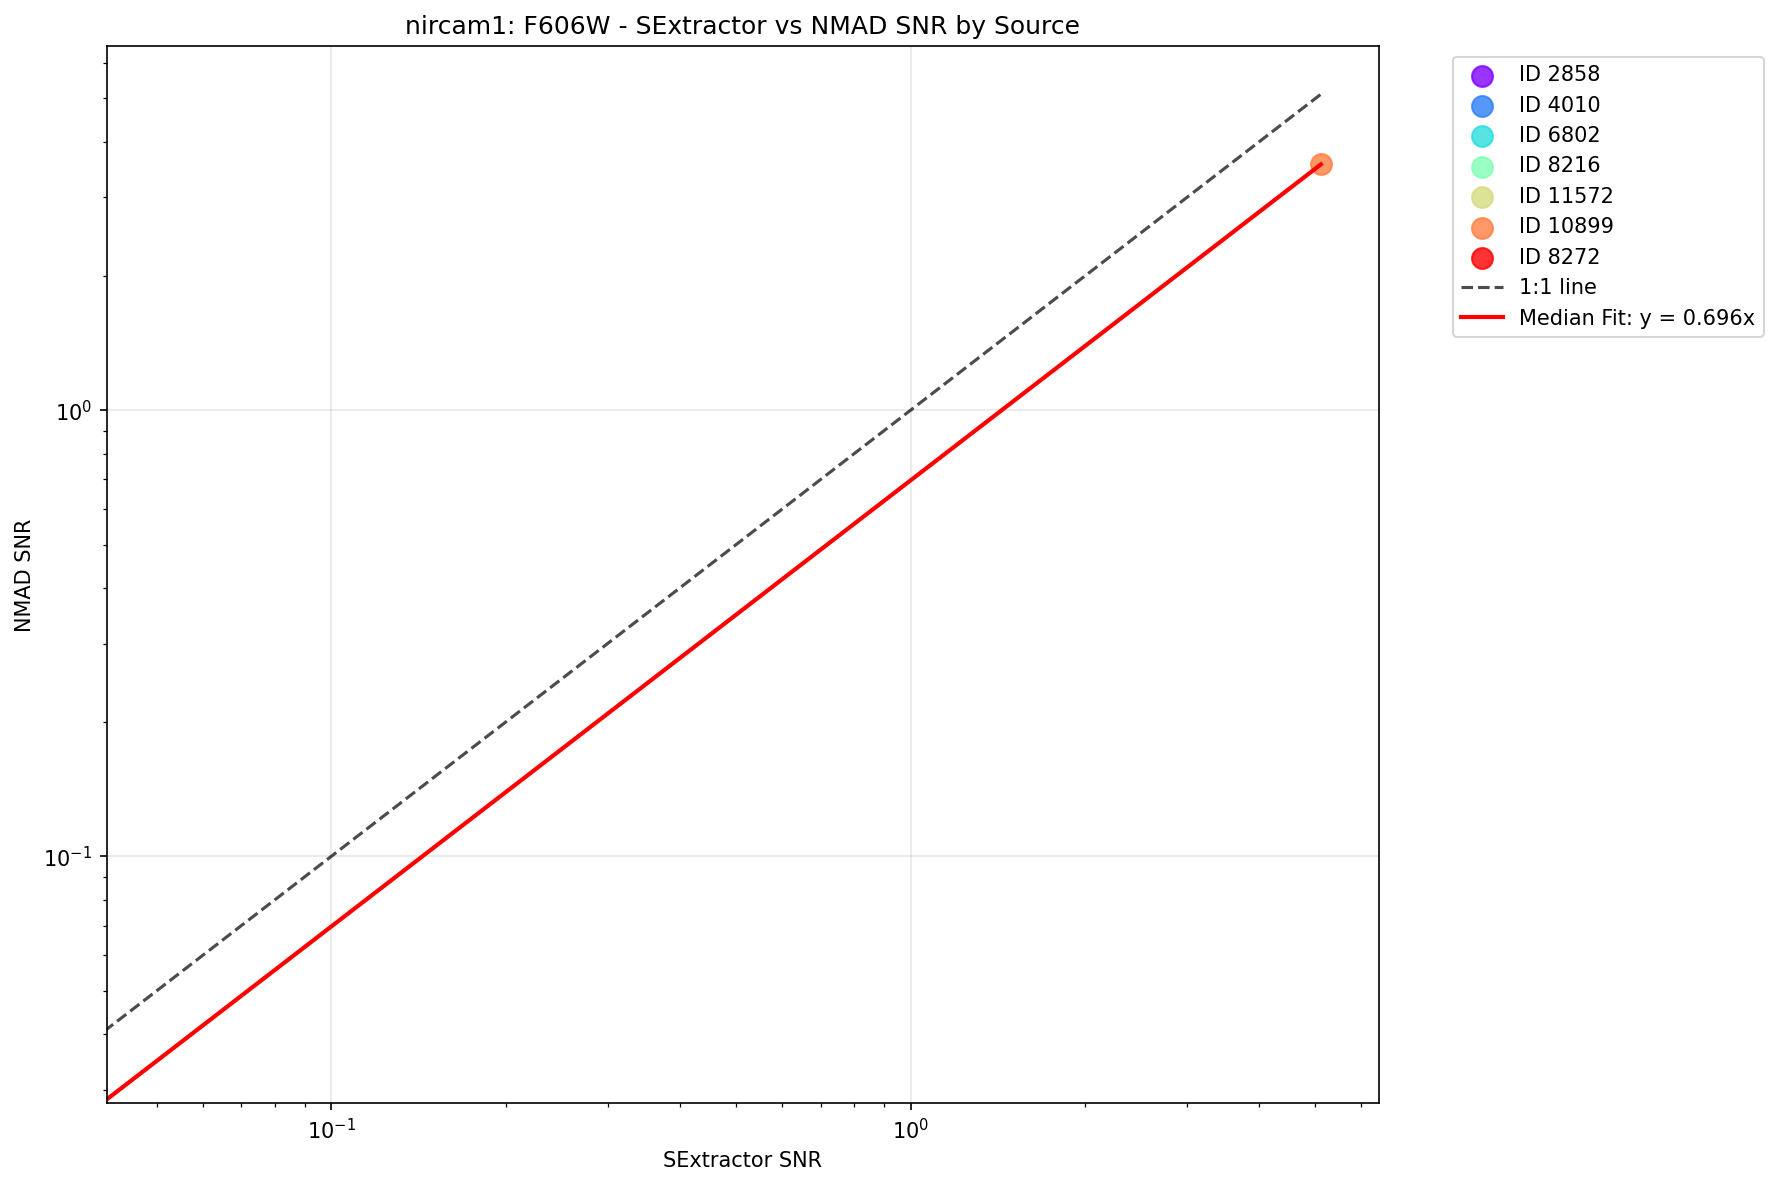 nircam1: F606W - SExtractor vs NMAD SNR by Source
ID 2858
ID 4010
ID 6802
ID 8216
ID 11572
ID 10899
ID 8272
1:1 line
Median Fit: y = 0.696x
NMAD SNR
10⁰
10⁻¹
10⁻¹
10⁰
SExtractor SNR